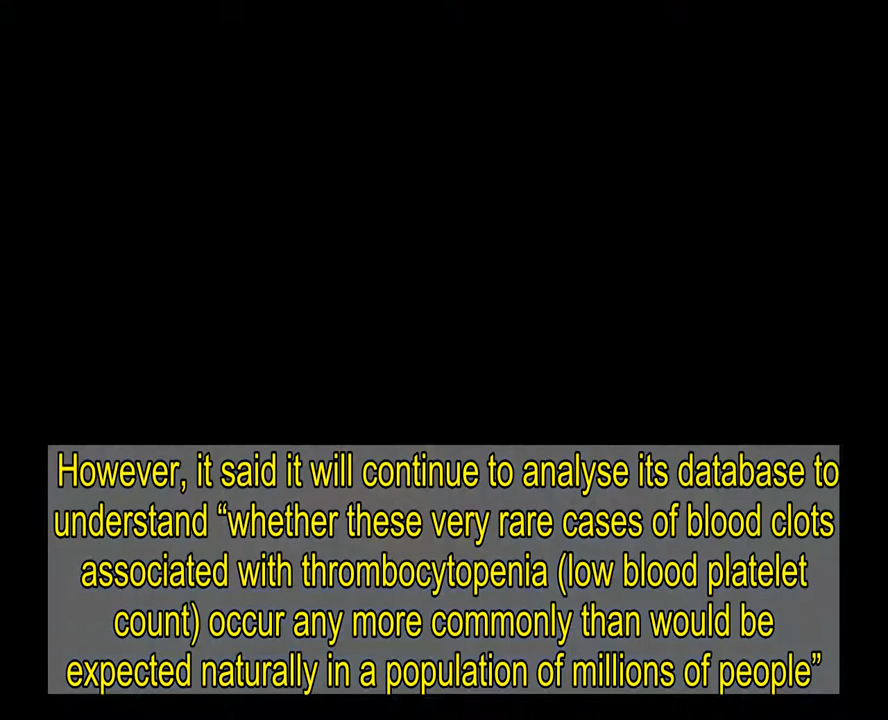 However, it said it will continue to analyse its database to
understand “whether these very rare cases of blood clots
associated with thrombocytopenia (low blood platelet
count) occur any more commonly than would be
expected naturally in a population of millions of people”